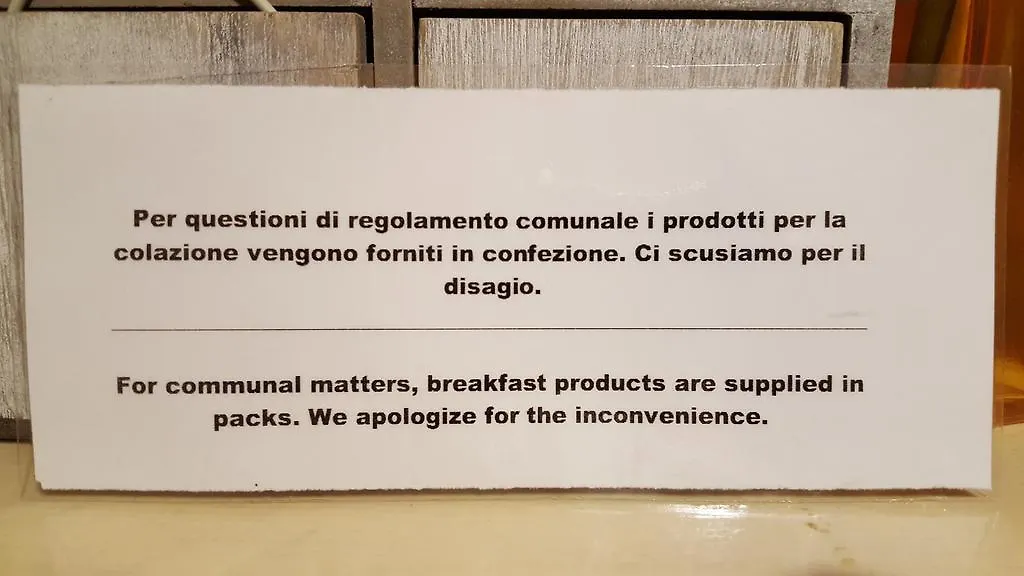 Per questioni di regolamento comunale i prodotti per la
colazione vengono forniti in confezione. Ci scusiamo per il
disagio.
For communal matters, breakfast products are supplied in
packs. We apologize for the inconvenience.